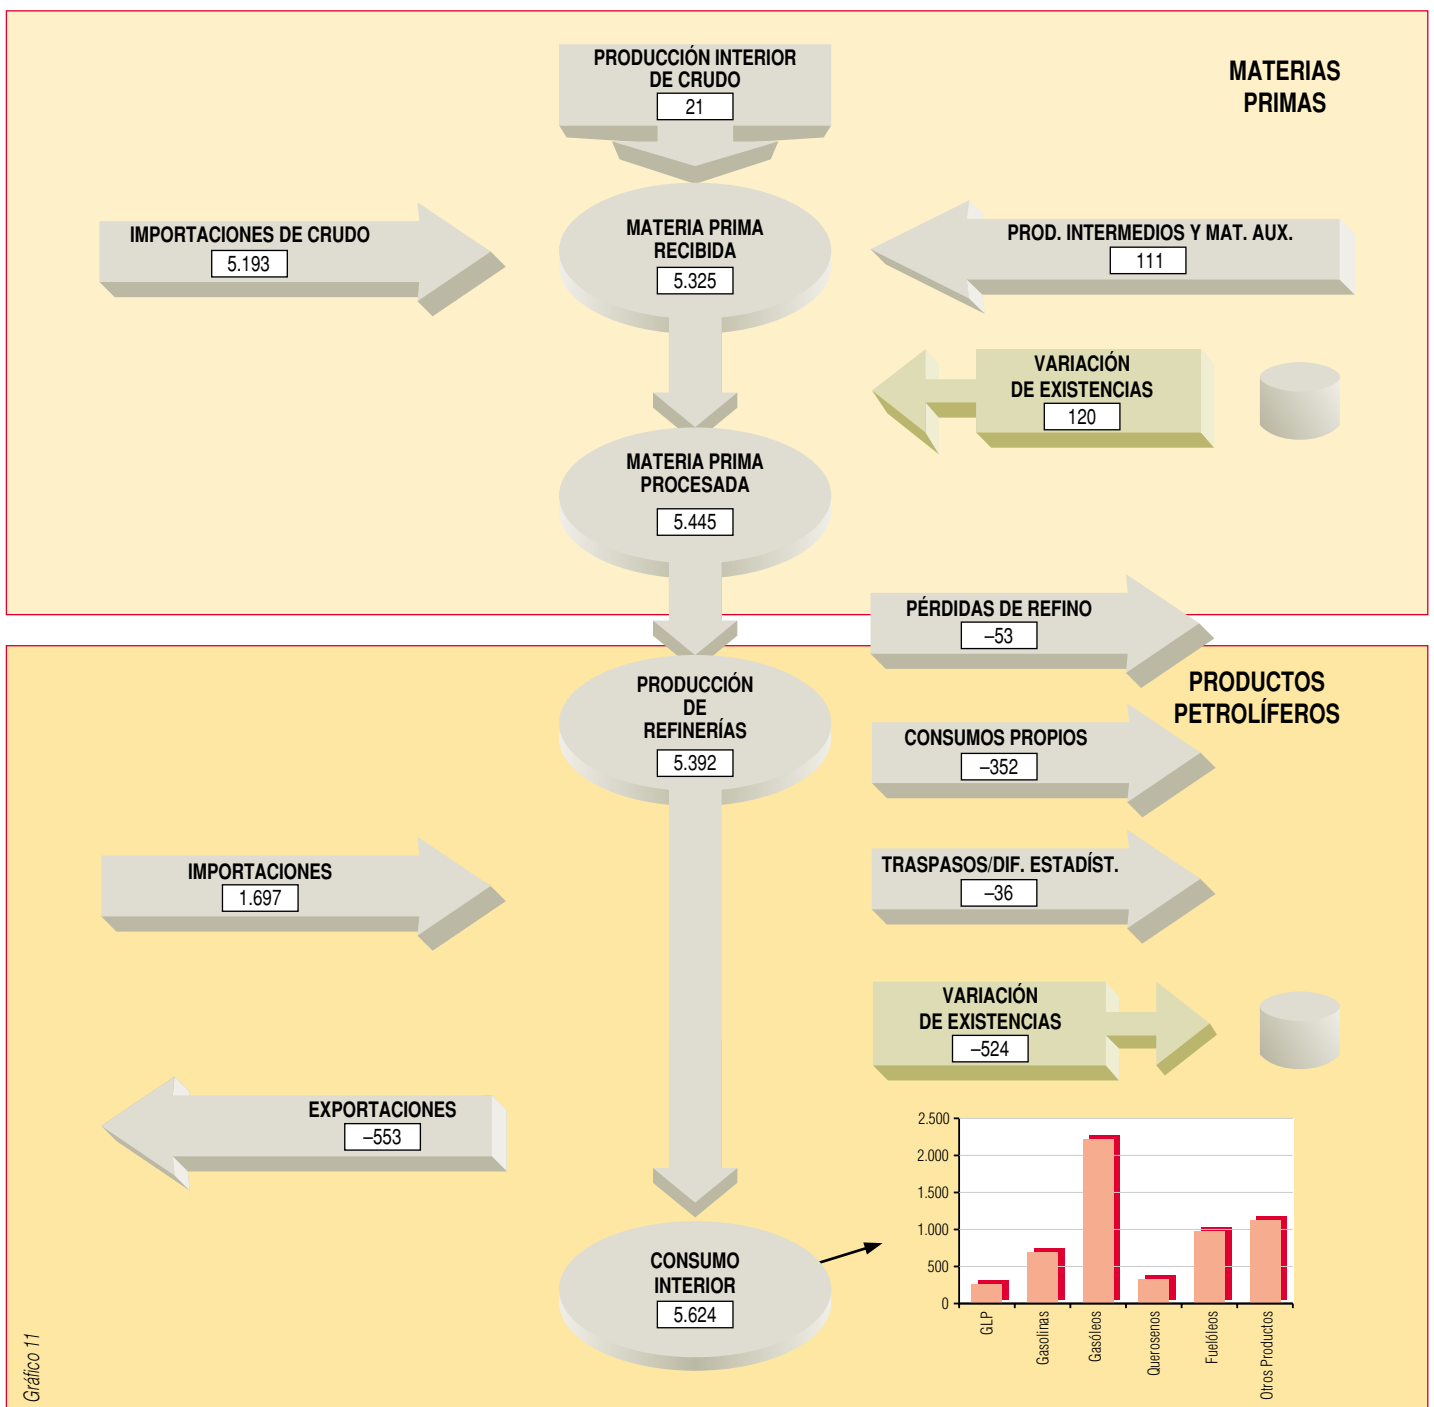 PRODUCCIÓN INTERIOR
DE CRUDO
21
MATERIAS
PRIMAS
IMPORTACIONES DE CRUDO
5.193
MATERIA PRIMA
RECIBIDA
5.325
PROD. INTERMEDIOS Y MAT. AUX.
111
VARIACIÓN
DE EXISTENCIAS
120
MATERIA PRIMA
PROCESADA
5.445
PÉRDIDAS DE REFINO
–53
PRODUCTOS
PETROLÍFEROS
PRODUCCIÓN
DE
REFINERÍAS
5.392
CONSUMOS PROPIOS
–352
IMPORTACIONES
1.697
TRASPASOS/DIF. ESTADÍST.
–36
VARIACIÓN
DE EXISTENCIAS
–524
EXPORTACIONES
–553
CONSUMO
INTERIOR
5.624
2.500
2.000
1.500
1.000
500
0
GLP
Gasolinas
Gasóleos
Querosenos
Fuelóleos
Otros Productos
Gráfico 11